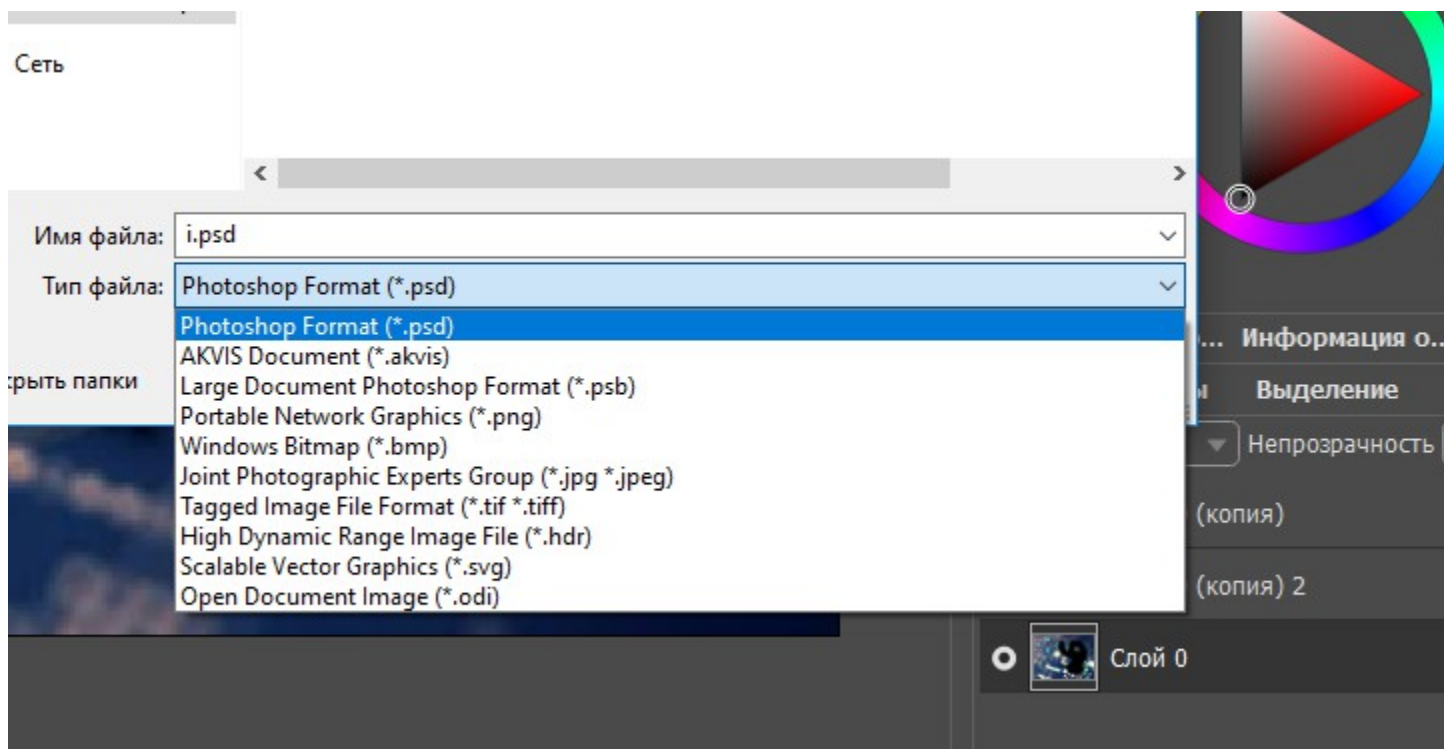 Сеть
Имя файла: i.psd
Тип файла: Photoshop Format (*.psd)
Photoshop Format (*.psd)
AKVIS Document (*.akvis)
Large Document Photoshop Format (*.psb)
Portable Network Graphics (*.png)
Windows Bitmap (*.bmp)
Joint Photographic Experts Group (*.jpg *.jpeg)
Tagged Image File Format (*.tif *.tiff)
High Dynamic Range Image File (*.hdr)
Scalable Vector Graphics (*.svg)
Open Document Image (*.odi)
крыть папки
Информация о...
Выделение
Непрозрачность
(копия)
(копия) 2
Слой 0